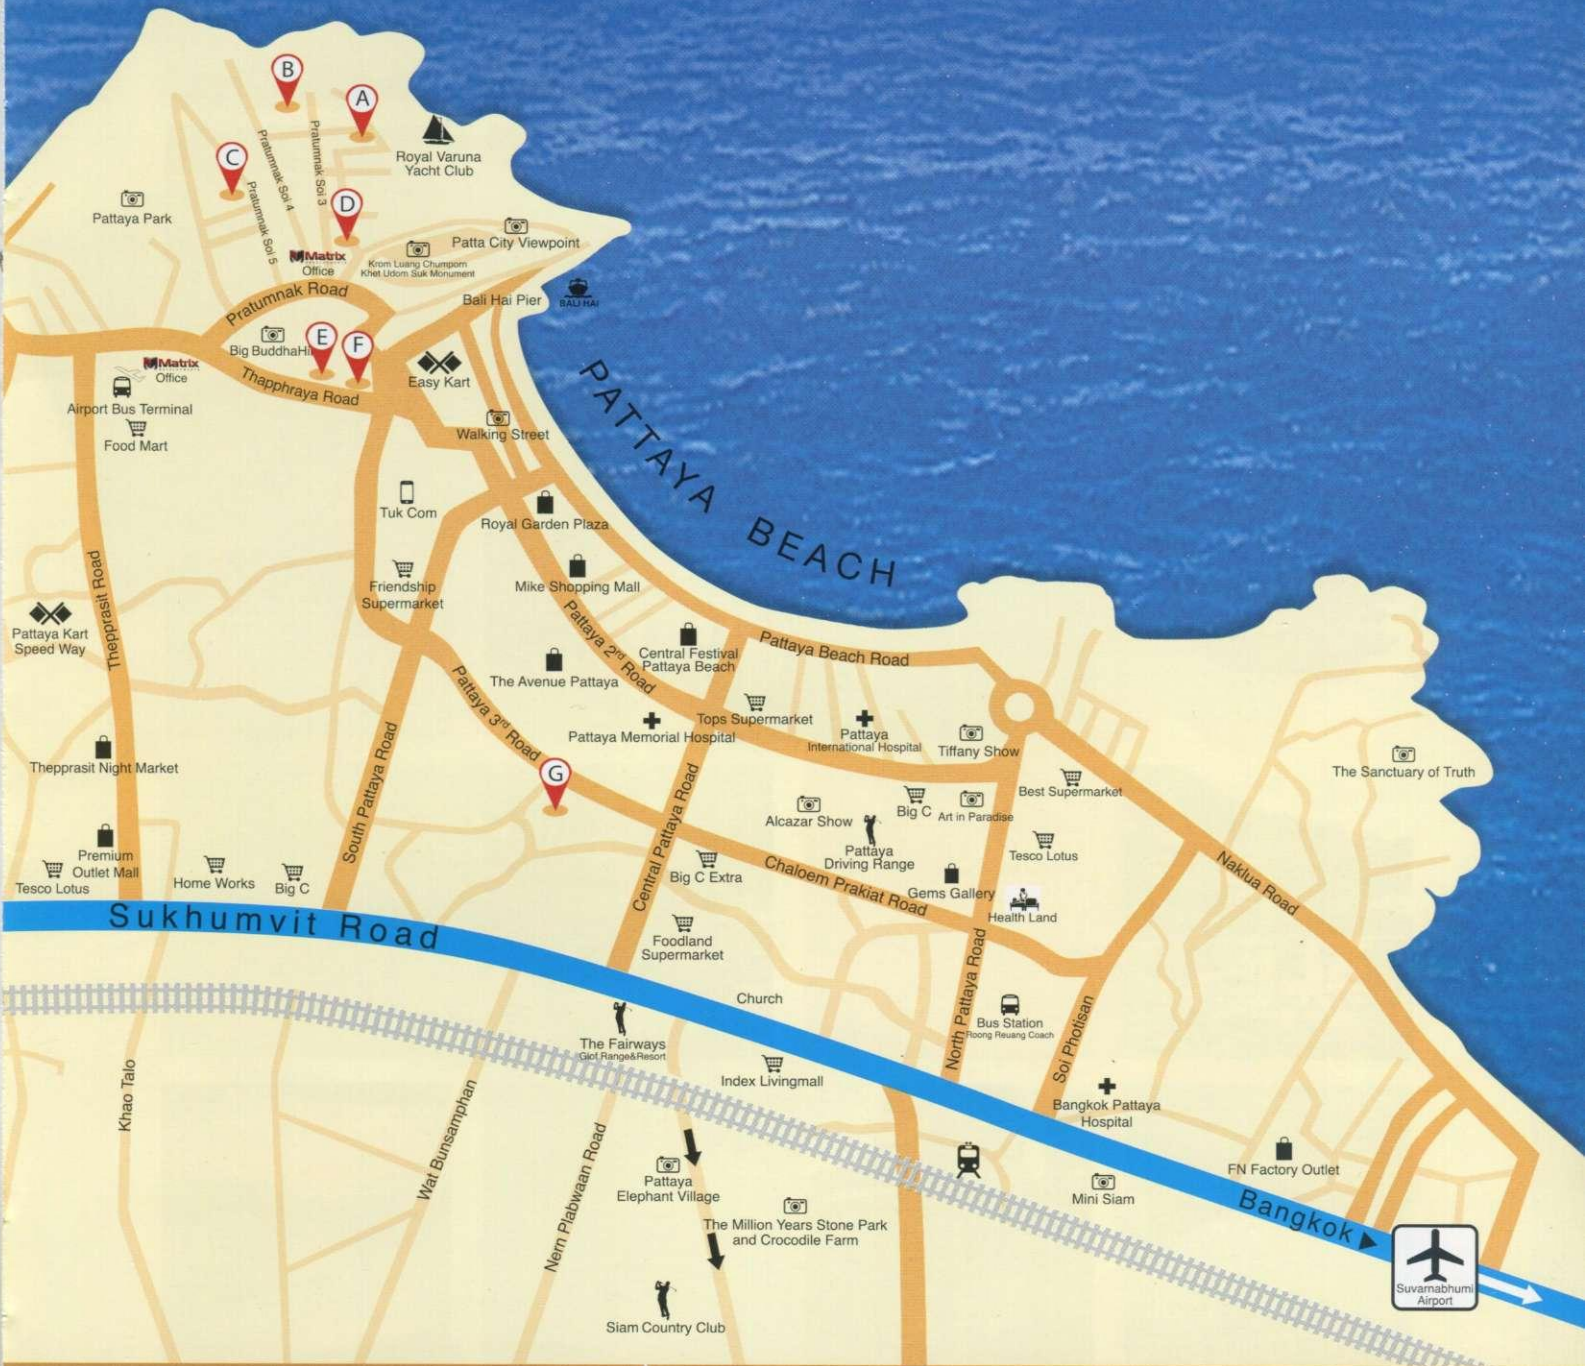 B
A
Royal Varuna
Yacht Club
C
Pratumnak Soi 4
Pratumnak Soi 3
Pratumnak Soi 5
Pattaya Park
D
Patta City Viewpoint
Matrix
Office
Krom Luang Chumporn
Khet Udom Suk Monument
Pratumnak Road
Bali Hai Pier
BALI HAI
E
F
Big BuddhaHi
Matrix
Office
Thapphraya Road
Easy Kart
Airport Bus Terminal
Food Mart
Walking Street
PATTAYA BEACH
Tuk Com
Royal Garden Plaza
Friendship
Supermarket
Mike Shopping Mall
Thepprasit Road
Pattaya Kart
Speed Way
Pattaya 2rd Road
Central Festival
Pattaya Beach
Pattaya Beach Road
The Avenue Pattaya
Pattaya 3rd Road
Tops Supermarket
Pattaya Memorial Hospital
Pattaya
International Hospital
Tiffany Show
Thepprasit Night Market
South Pattaya Road
G
Central Pattaya Road
Best Supermarket
The Sanctuary of Truth
Alcazar Show
Big C
Art in Paradise
Pattaya
Driving Range
Tesco Lotus
Premium
Outlet Mall
Tesco Lotus
Home Works
Big C
Big C Extra
Chaloem Prakiat Road
Gems Gallery
Health Land
Naklua Road
Sukhumvit Road
Foodland
Supermarket
North Pattaya Road
Church
Bus Station
Roong Reuang Coach
Soi Photisan
The Fairways
Glof Range&Resort
Index Livingmall
Khao Talo
Wat Bunsamphan
Nern Plabwaan Road
Bangkok Pattaya
Hospital
FN Factory Outlet
Mini Siam
Pattaya
Elephant Village
The Million Years Stone Park
and Crocodile Farm
Bangkok
Suvarnabhumi
Airport
Siam Country Club